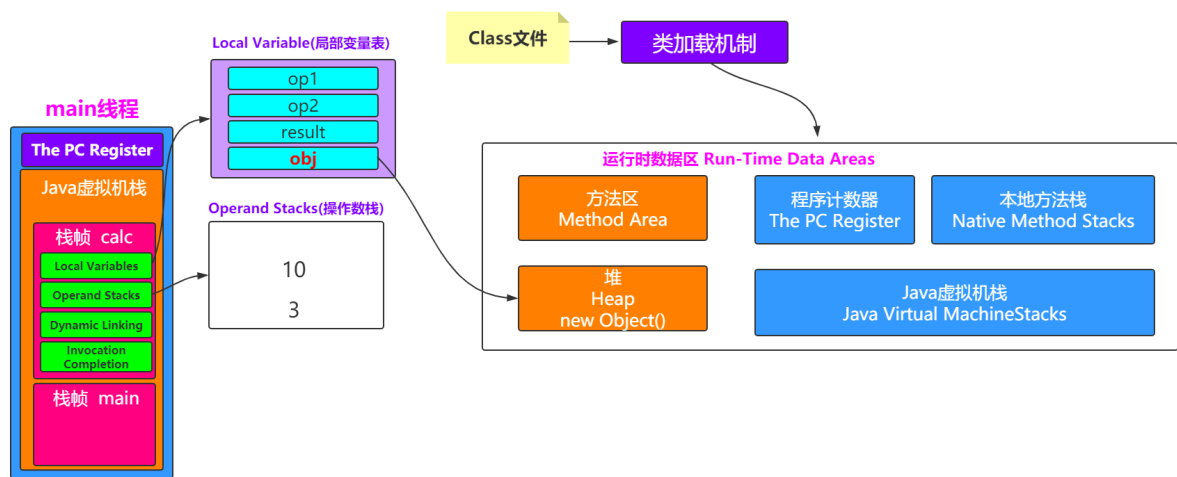 Class文件
类加载机制
Local Variable(局部变量表)
op1
op2
result
obj
main线程
The PC Register
Java虚拟机栈
栈帧 calc
Local Variables
Operand Stacks
Dynamic Linking
Invocation
Completion
栈帧 main
Operand Stacks(操作数栈)
10
3
运行时数据区 Run-Time Data Areas
方法区
Method Area
程序计数器
The PC Register
本地方法栈
Native Method Stacks
堆
Heap
new Object()
Java虚拟机栈
Java Virtual MachineStacks